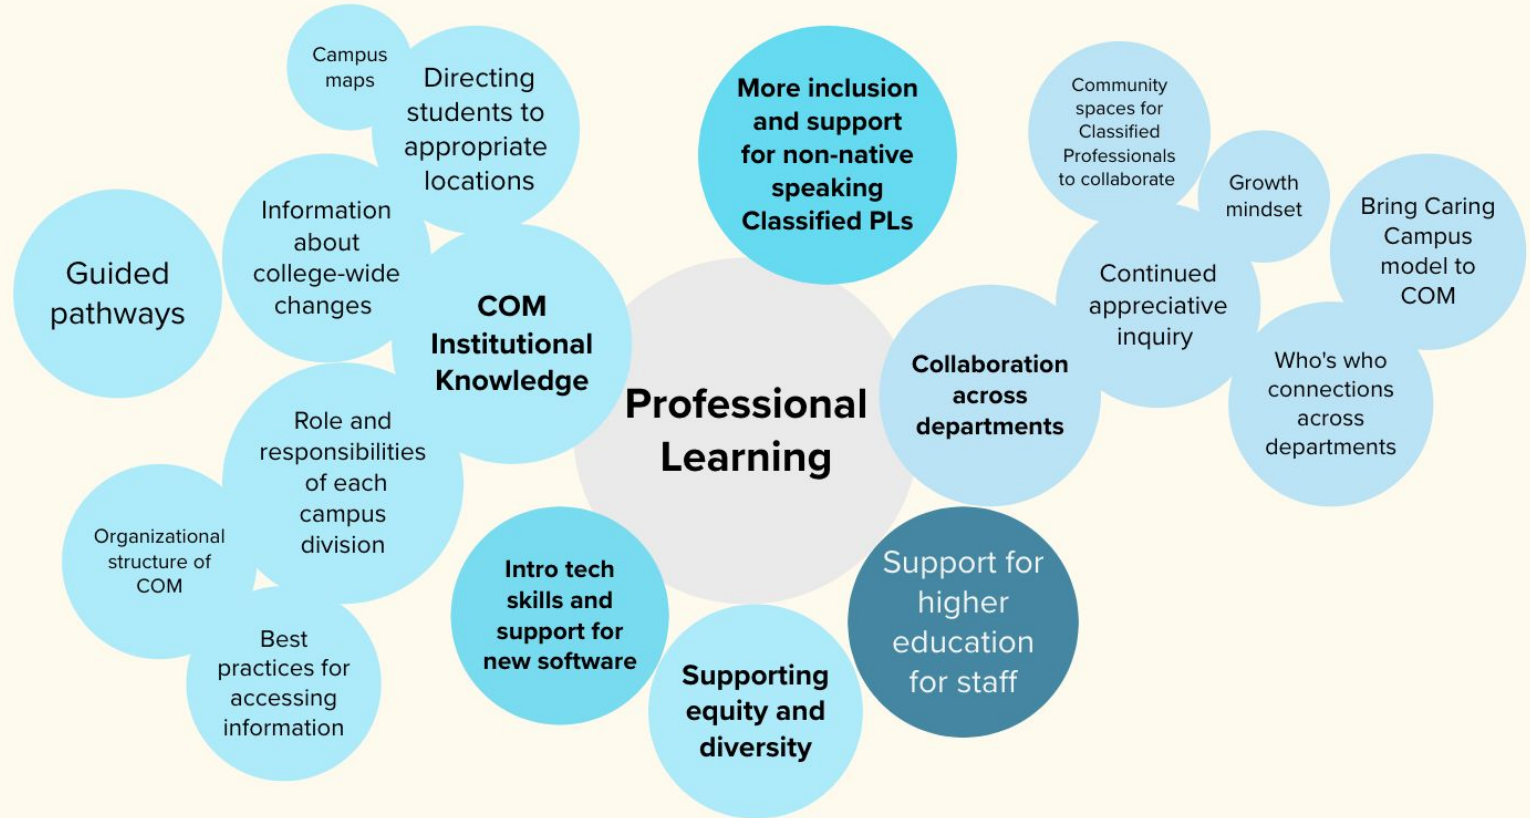 Campus
maps
Directing
students to
appropriate
locations
Information
about
college-wide
changes
Guided
pathways
COM
Institutional
Knowledge
Role and
responsibilities
of each
campus
division
Organizational
structure of
COM
Best
practices for
accessing
information
More inclusion
and support
for non-native
speaking
Classified PLs
Professional
Learning
Intro tech
skills and
support for
new software
Supporting
equity and
diversity
Support for
higher
education
for staff
Collaboration
across
departments
Continued
appreciative
inquiry
Community
spaces for
Classified
Professionals
to collaborate
Growth
mindset
Bring Caring
Campus
model to
COM
Who's who
connections
across
departments